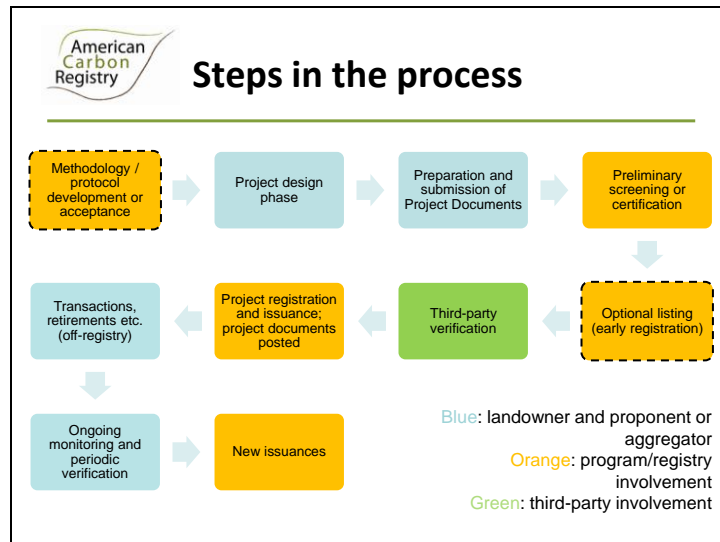 American
Carbon
Registry
Steps in the process
Methodology /
protocol
development or
acceptance
Project design
phase
Preparation and
submission of
Project Documents
Preliminary
screening or
certification
Transactions,
retirements etc.
(off-registry)
Project registration
and issuance;
project documents
posted
Third-party
verification
Optional listing
(early registration)
Ongoing
monitoring and
periodic
verification
New issuances
Blue: landowner and proponent or
aggregator
Orange: program/registry
involvement
Green: third-party involvement